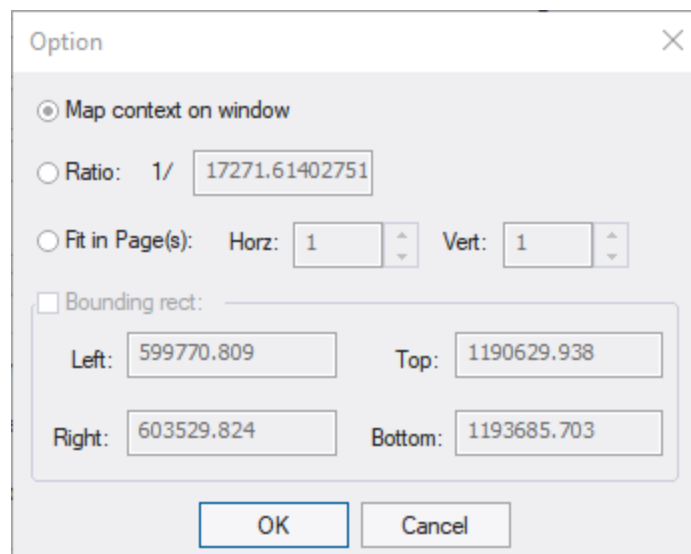 Option
Map context on window
Ratio: 1/ 17271.61402751
Fit in Page(s): Horz: 1 Vert: 1
Bounding rect:
Left: 599770.809 Top: 1190629.938
Right: 603529.824 Bottom: 1193685.703
OK Cancel